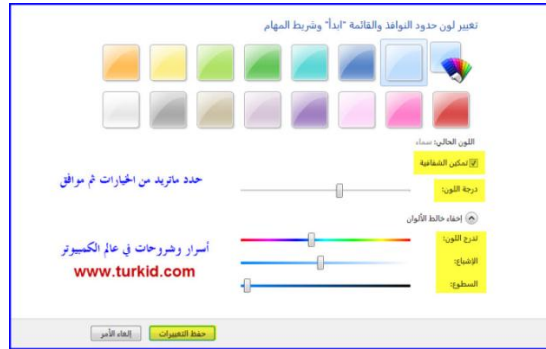 تغيير لون حدود النوافذ والقائمة "ابدأ" وشريط المهام
اللون الحالي: سماء
تمكين الشفافية
درجة اللون:
حدد ماتريد من الخيارات ثم موافق
إخفاء خالط الألوان
تدرج اللون:
الإشباع:
السطوع:
أسرار وشروحات في عالم الكمبيوتر
www.turkid.com
حفظ التغييرات
إلغاء الأمر